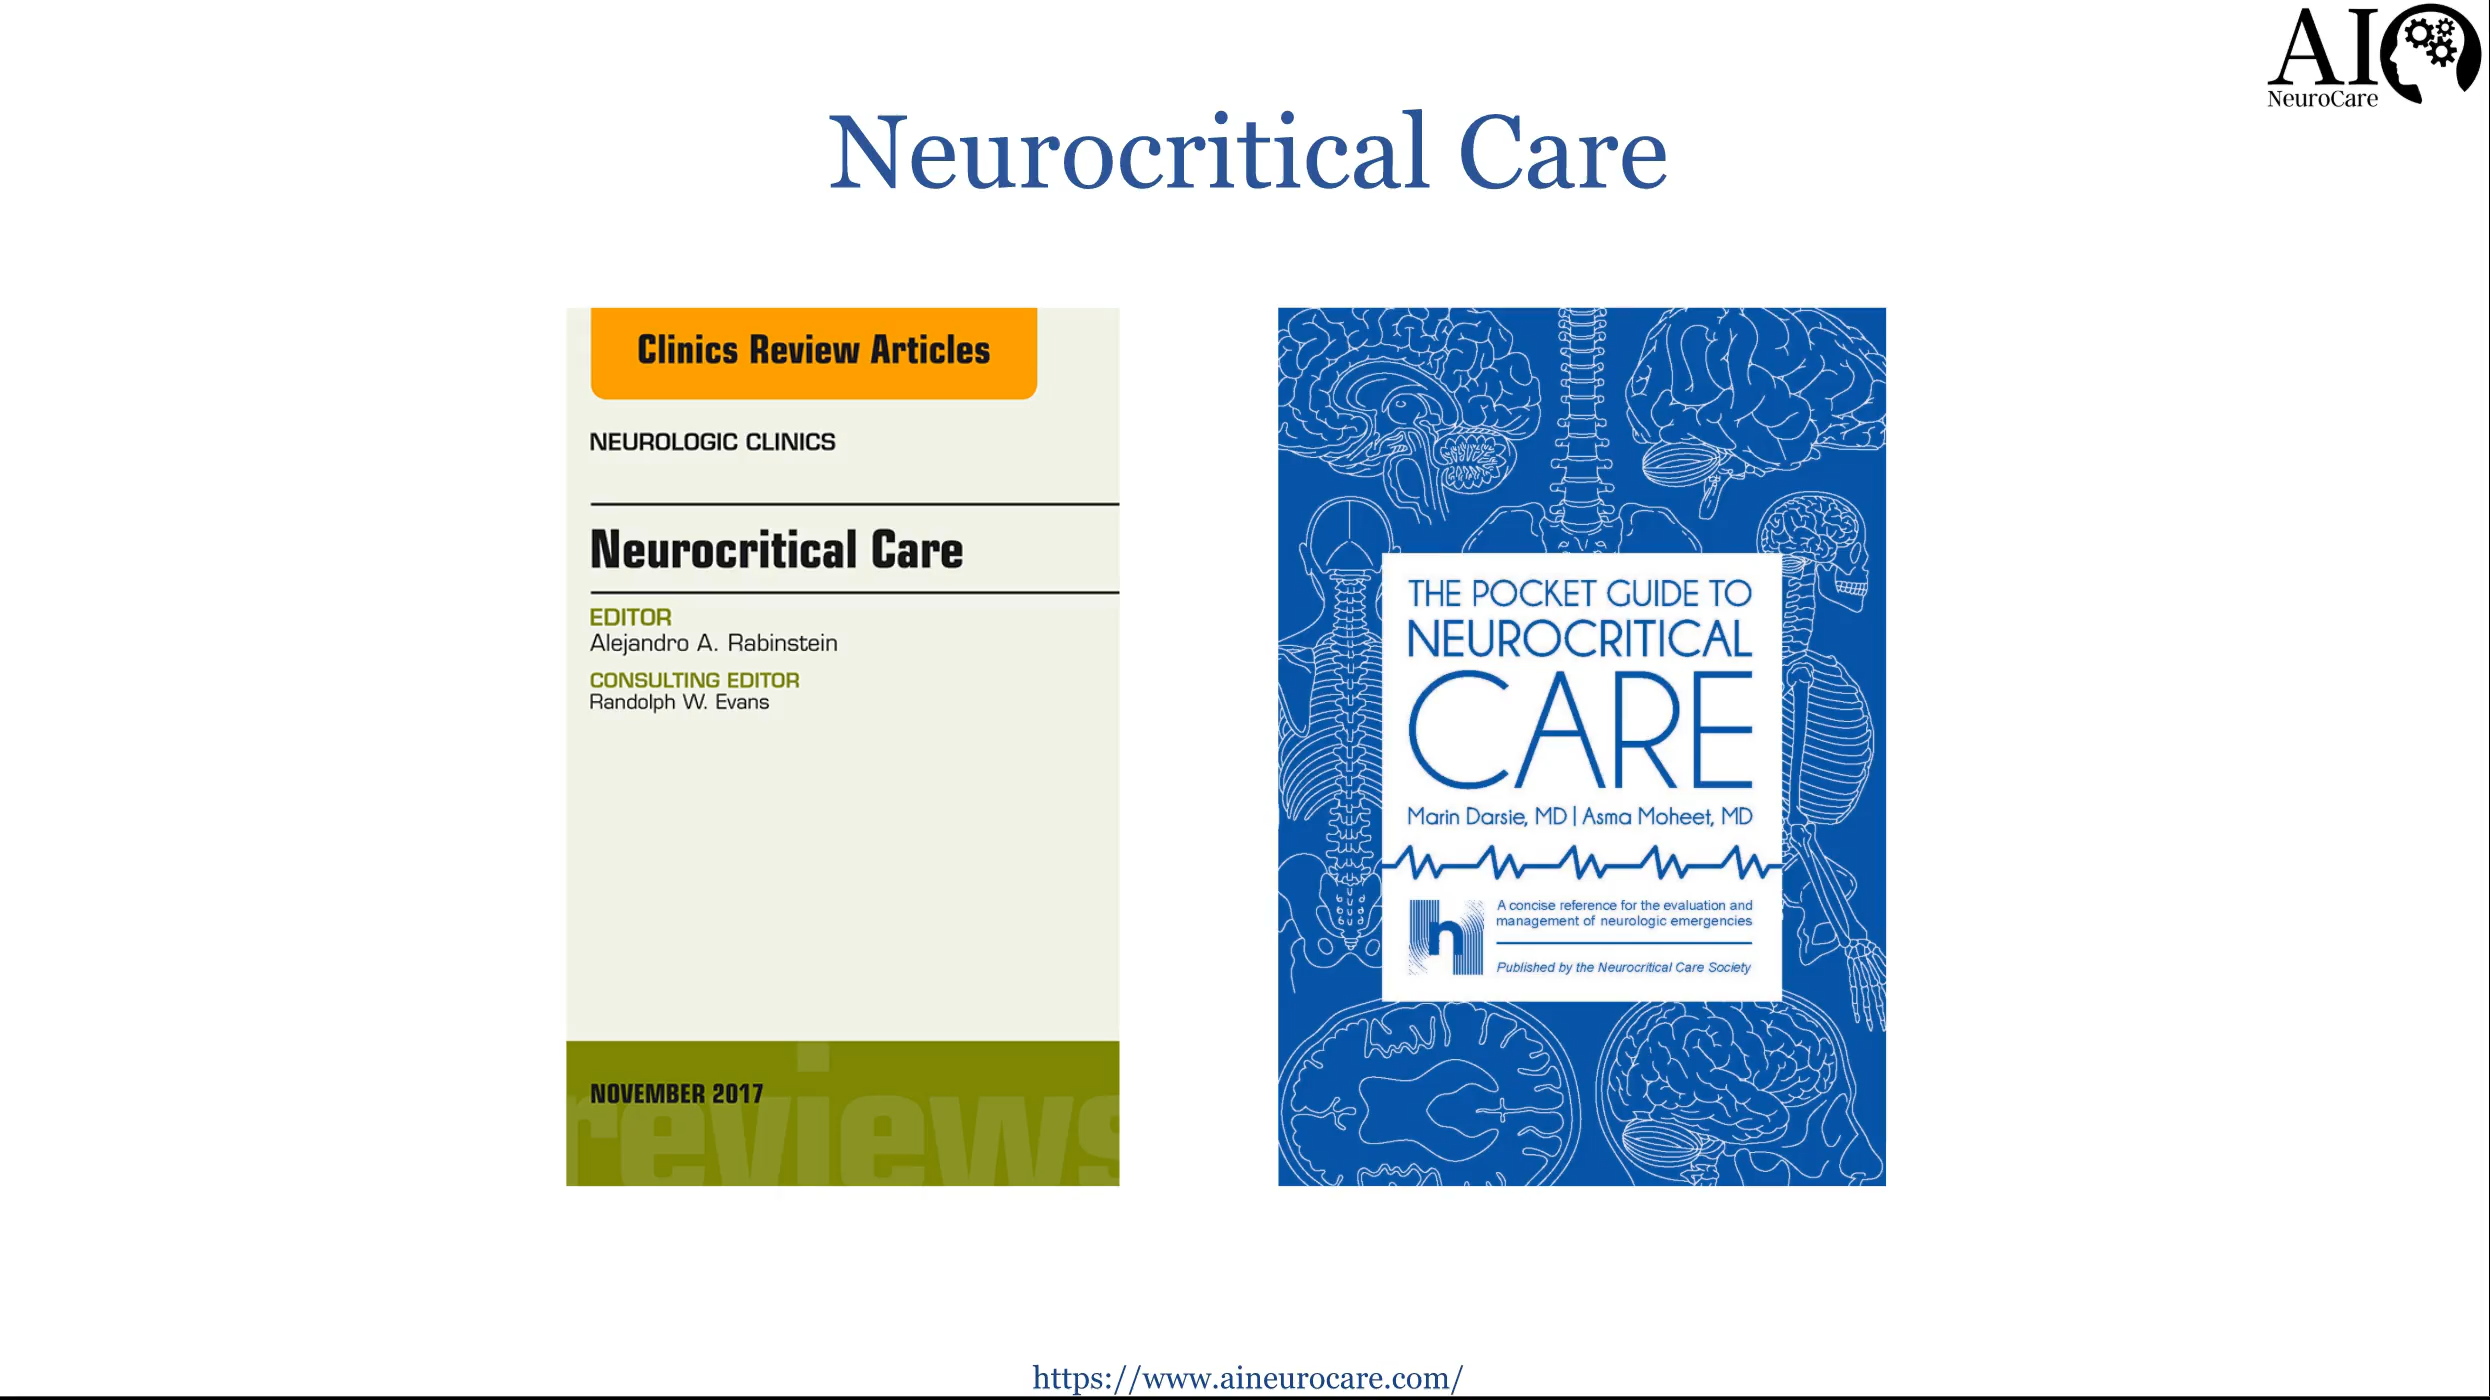 AI
NeuroCare
Neurocritical Care
Clinics Review Articles
NEUROLOGIC CLINICS
Neurocritical Care
EDITOR
Alejandro A. Rabinstein
CONSULTING EDITOR
Randolph W. Evans
NOVEMBER 2017
reviews
THE POCKET GUIDE TO
NEUROCRITICAL
CARE
Marin Darsie, MD | Asma Moheet, MD
n
A concise reference for the evaluation and
management of neurologic emergencies
Published by the Neurocritical Care Society
https://www.aineurocare.com/